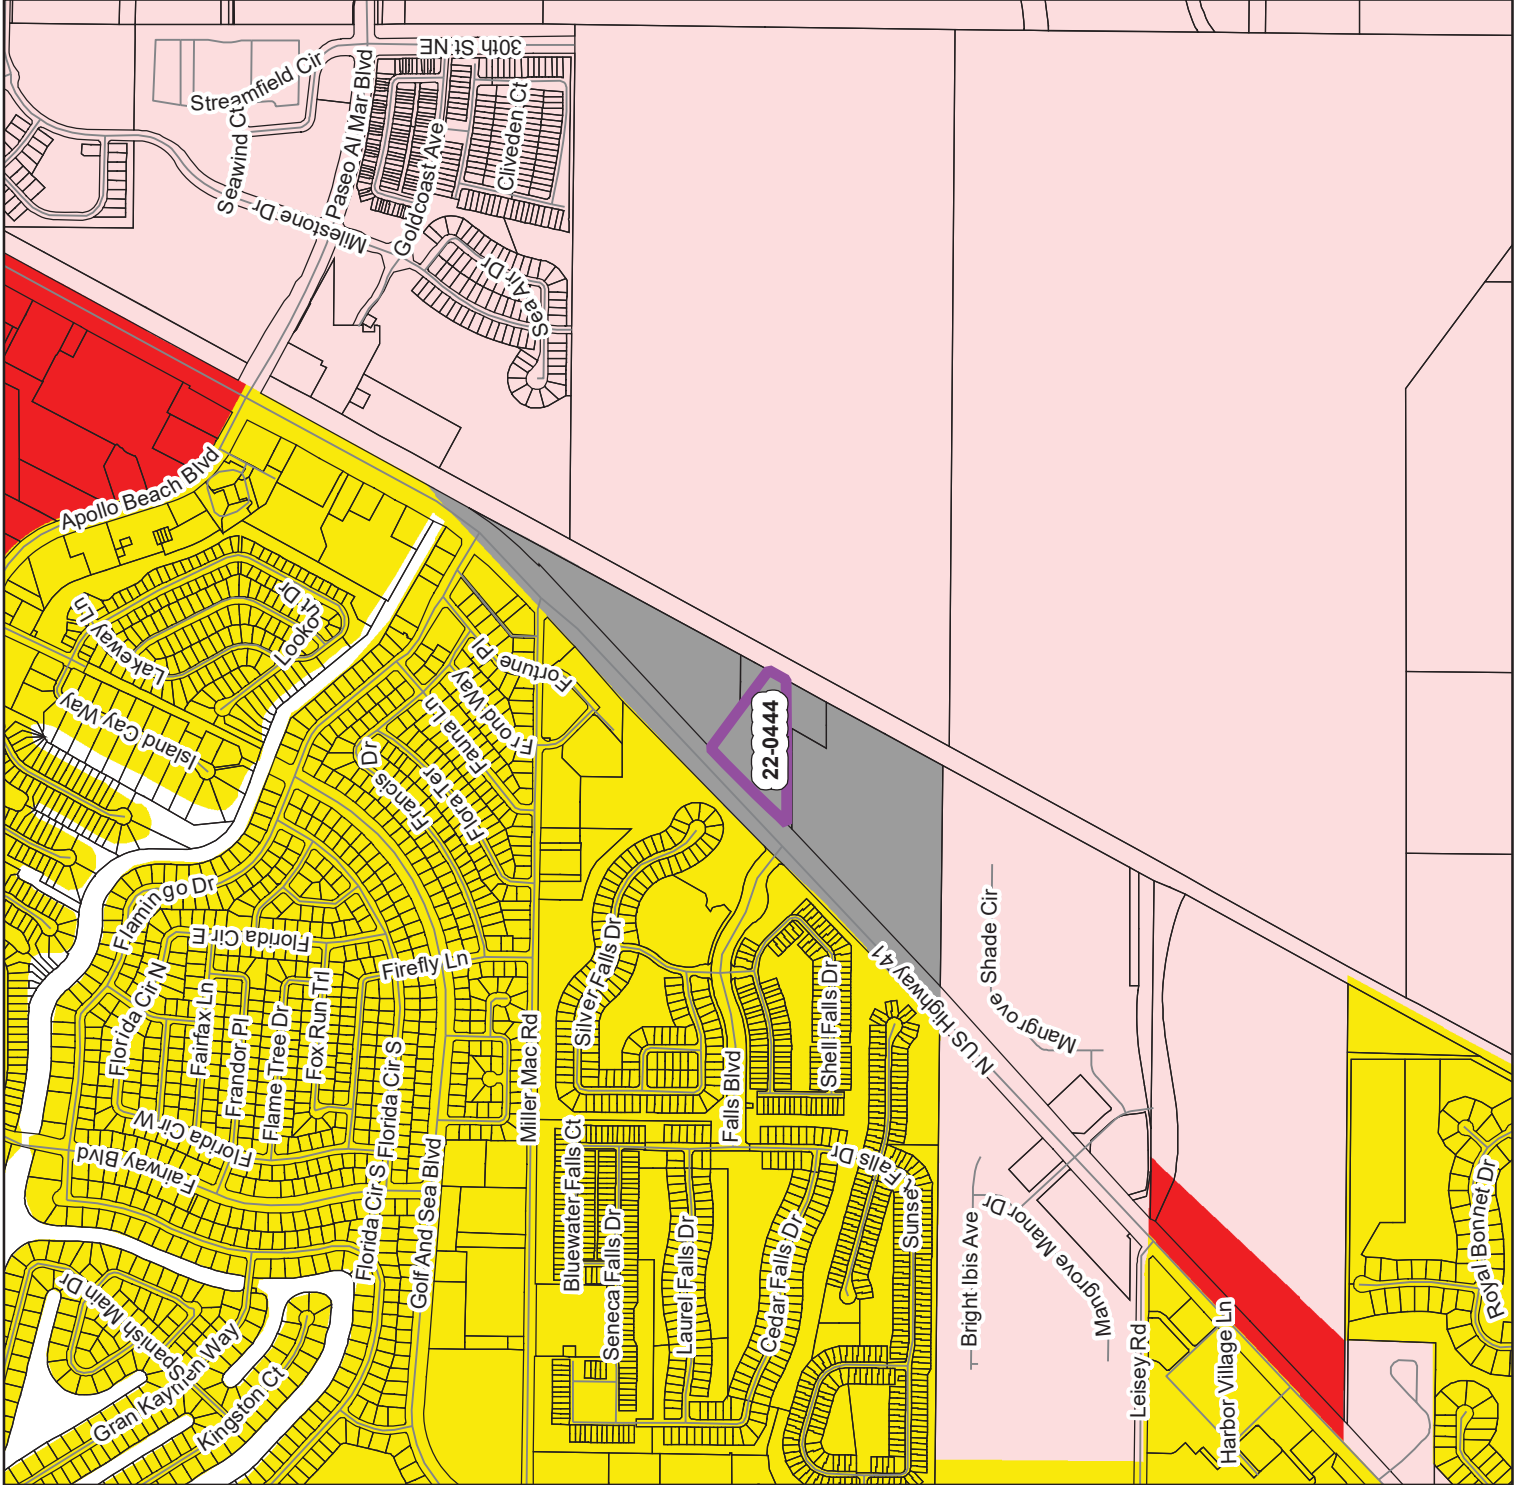 30th St NE
Streamfield Cir
Seawind Ct
Paseo Al Mar Blvd
Goldcoast Ave
Cliveden Ct
Milestone Dr
Sea Air Dr
Apollo Beach Blvd
Lakeway Ln
Lookout Dr
Island Cay Way
Fortune Pl
Frond Way
Fauna Ln
Flora Ter
Francis Dr
22-0444
Flamingo Dr
Florida Cir E
Firefly Ln
Florida Cir N
Fairfax Ln
Frandor Pl
Flame Tree Dr
Fox Run Trl
Florida Cir S
Florida Cir W
Fairway Blvd
Florida Cir S
Golf And Sea Blvd
Miller Mac Rd
Silver Falls Dr
Falls Blvd
Shell Falls Dr
N US Highway 41
Mangrove Shade Cir
Bluewater Falls Ct
Seneca Falls Dr
Laurel Falls Dr
Cedar Falls Dr
Sunset Falls Dr
Bright Ibis Ave
Mangrove Manor Dr
Leisey Rd
Harbor Village Ln
Royal Bonnet Dr
Spanish Main Dr
Gran Kaymen Way
Kingston Ct